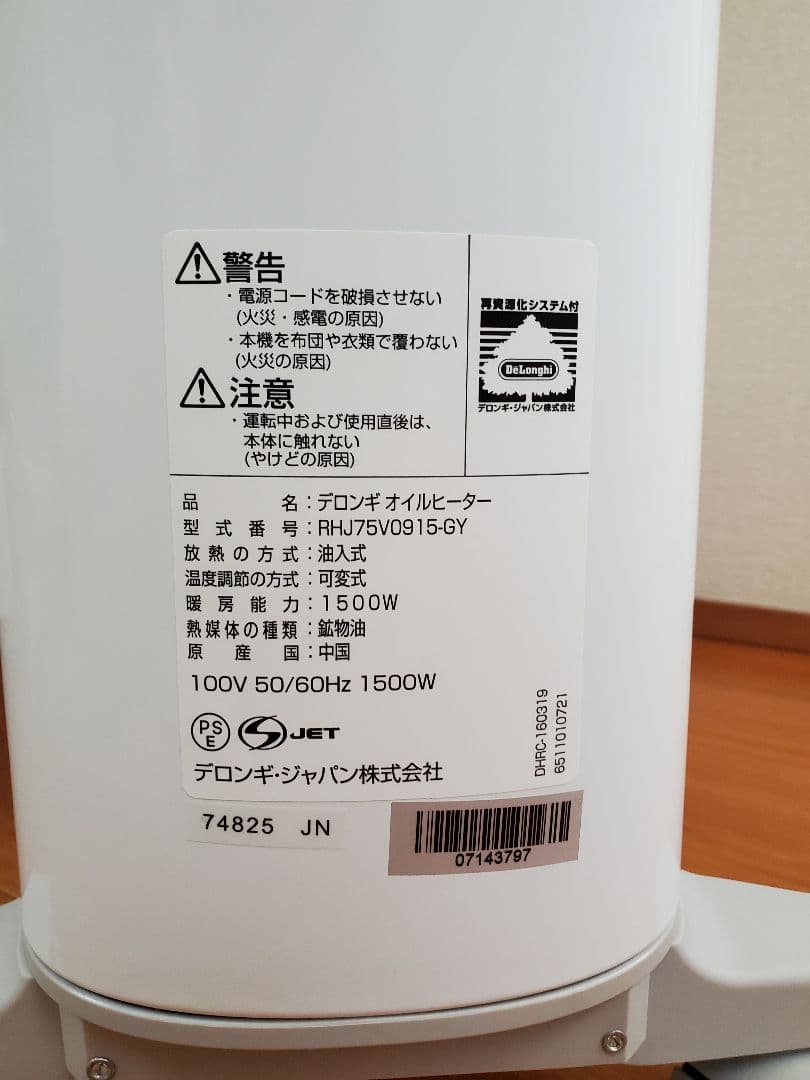 警告
・電源コードを破損させない
(火災・感電の原因)
・本機を布団や衣類で覆わない
(火災の原因)
注意
・運転中および使用直後は、
本体に触れない
(やけどの原因)
再資源化システム付
DeLonghi
デロンギ・ジャパン株式会社
品名：デロンギ オイルヒーター
型式番号：RHJ75V0915-GY
放熱の方式：油入式
温度調節の方式：可変式
暖房能力：1500W
熱媒体の種類：鉱物油
原産国：中国
100V 50/60Hz 1500W
PS
E
JET
デロンギ・ジャパン株式会社
DHRC-160319
6511010721
74825 JN
07143797